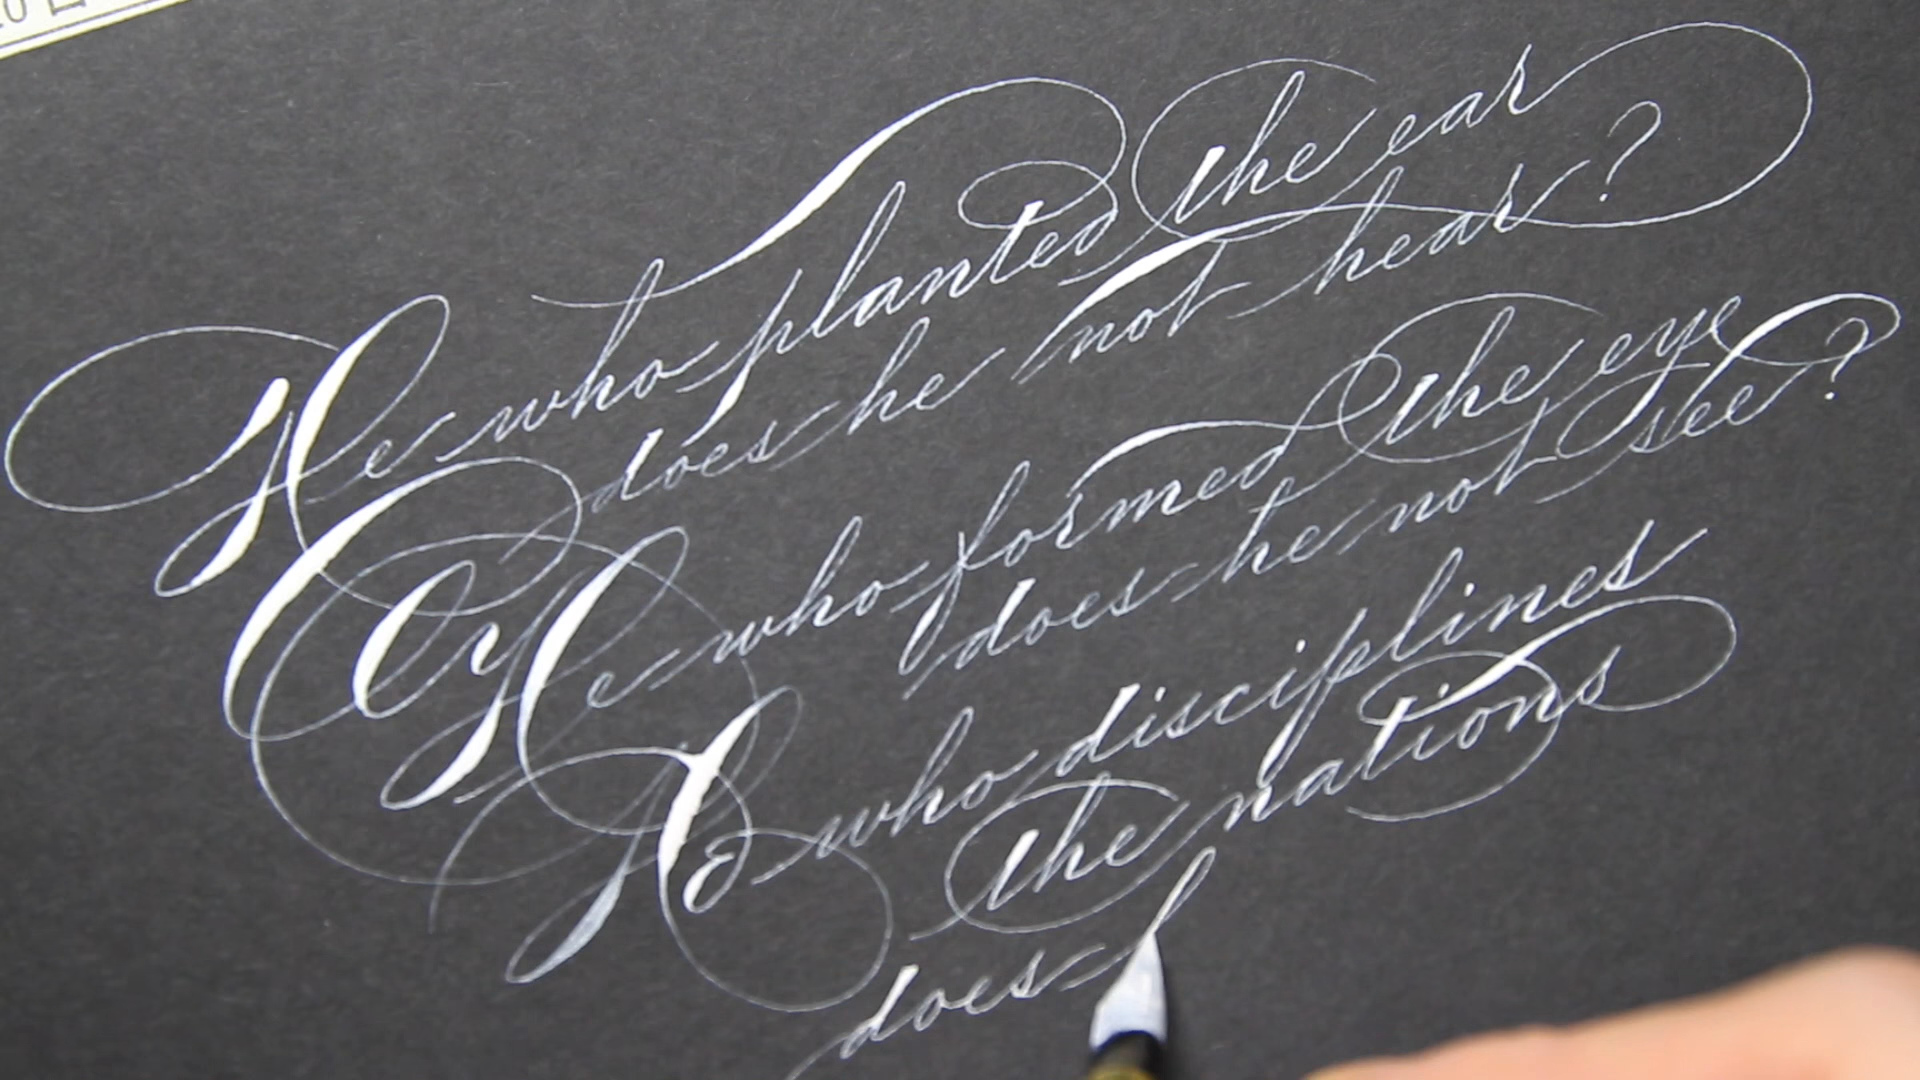 He who planted the ear
does he not hear?
He who formed the eye
does he not see?
He who disciplines
the nations
does